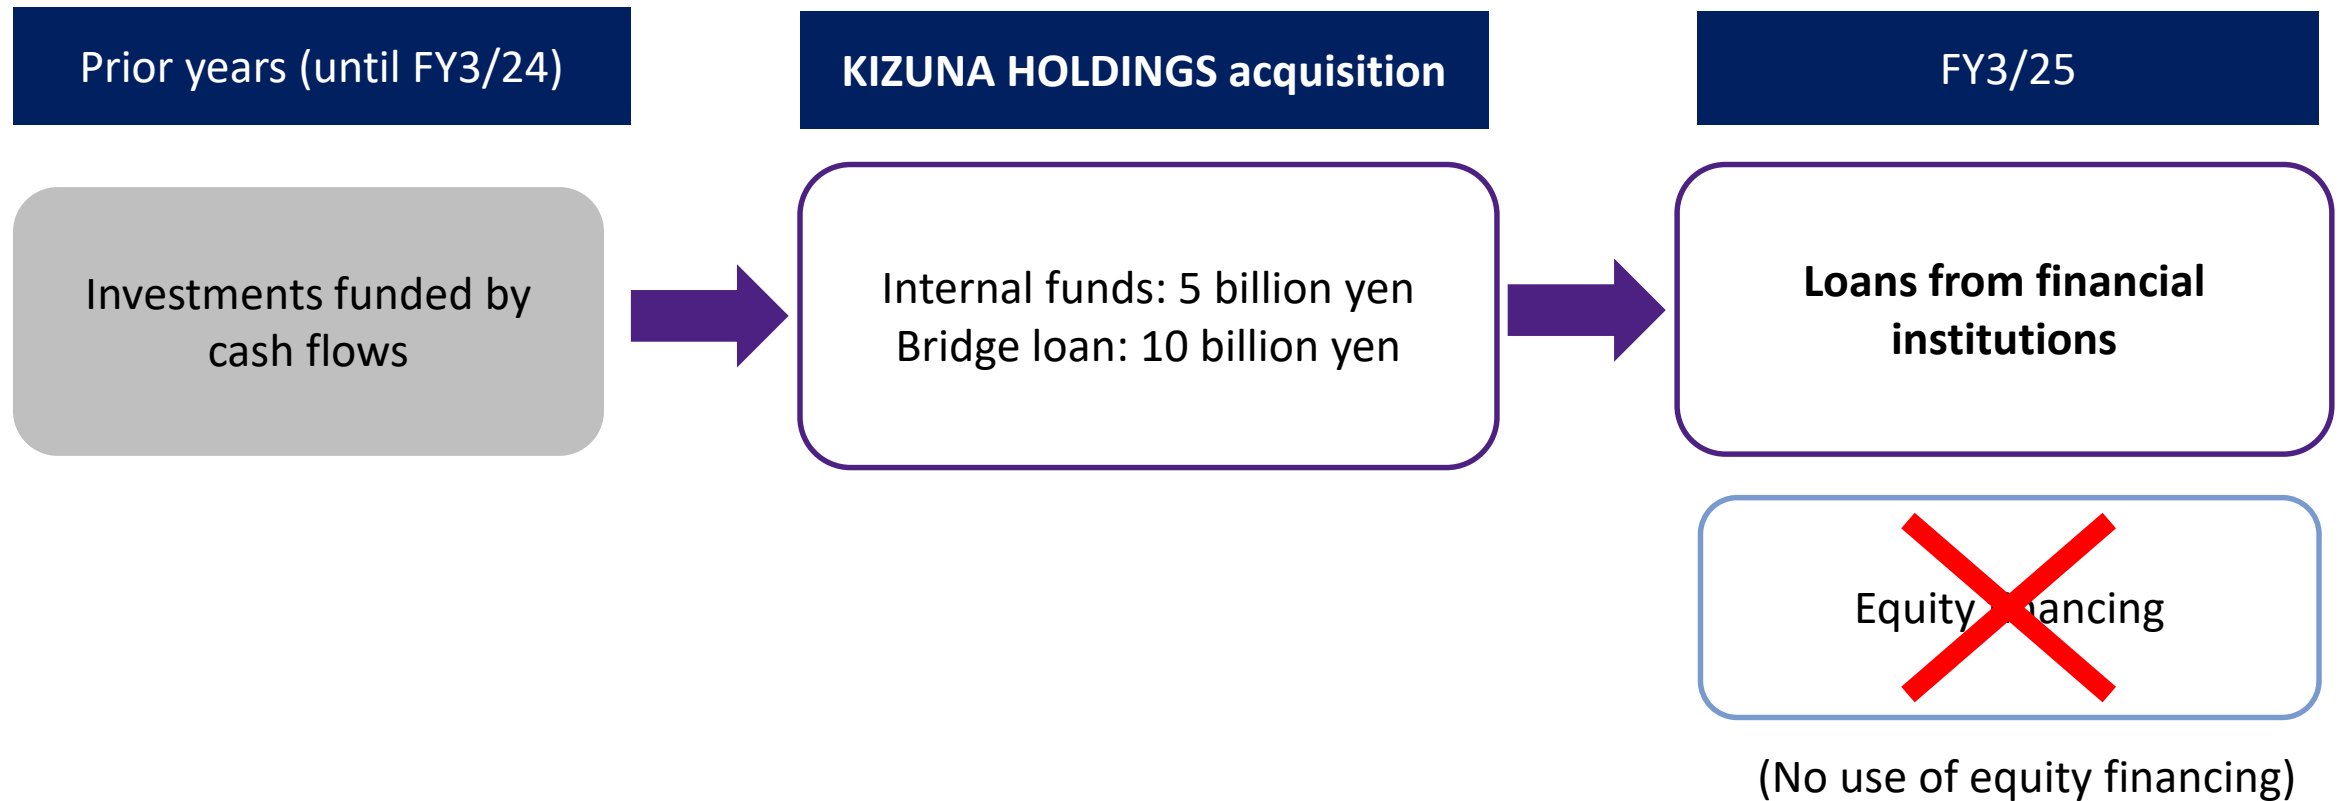 Prior years (until FY3/24)
KIZUNA HOLDINGS acquisition
FY3/25
Investments funded by
cash flows
Internal funds: 5 billion yen
Bridge loan: 10 billion yen
Loans from financial
institutions
Equity financing
(No use of equity financing)